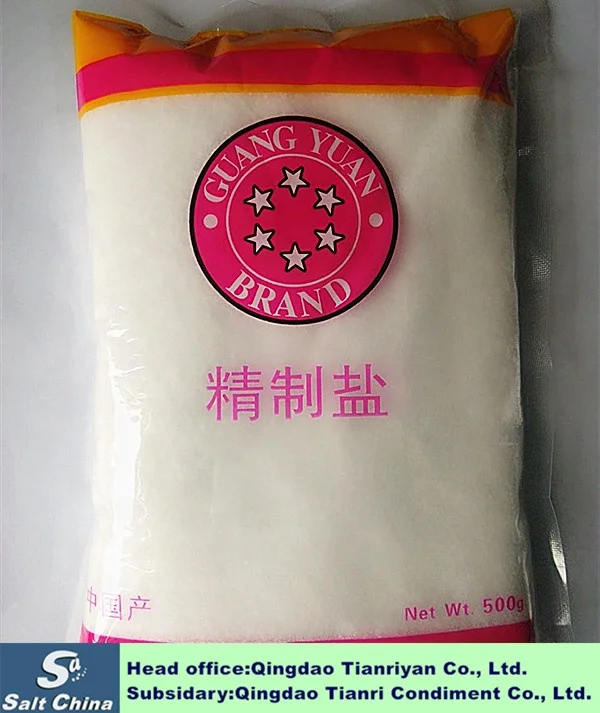 GUANG YUAN
BRAND
精制盐
中国产
Net Wt. 500g
Sa
Salt China
Head office:Qingdao Tianriyan Co., Ltd.
Subsidary:Qingdao Tianri Condiment Co., Ltd.